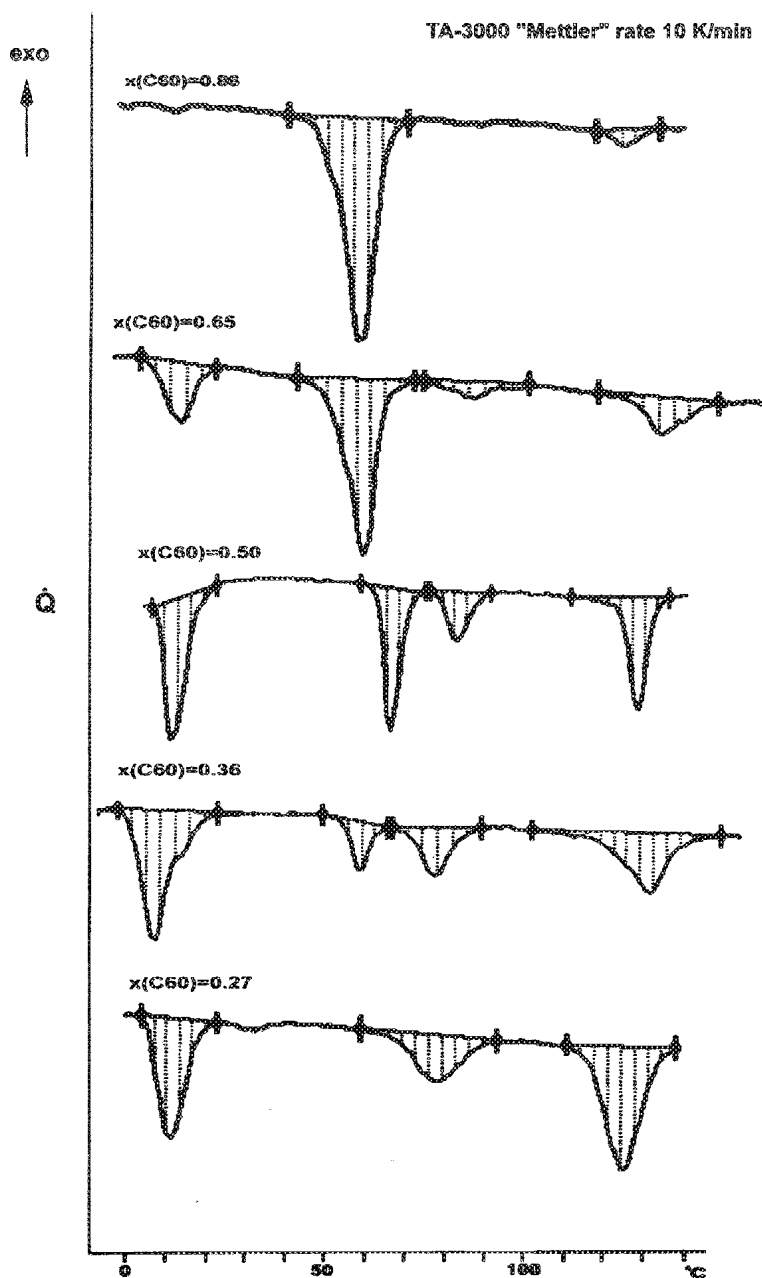 TA-3000 "Mettler" rate 10 K/min
exo
x(C60)=0.86
x(C60)=0.65
x(C60)=0.50
Q̇
x(C60)=0.36
x(C60)=0.27
0 50 100 °C